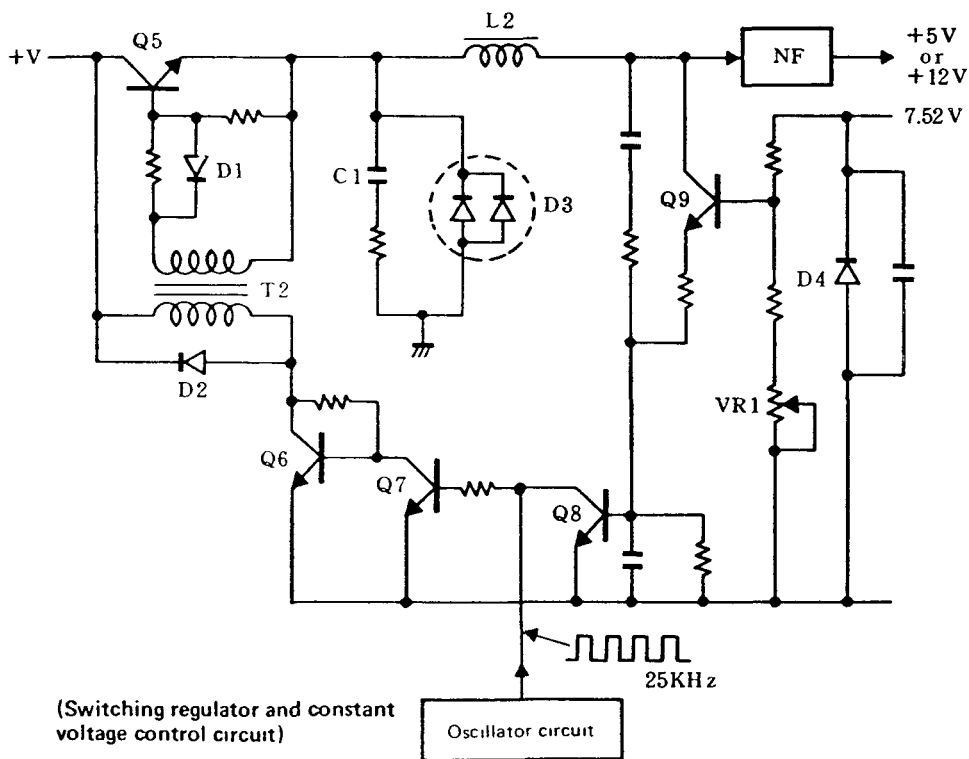 L2
Q5
+V
NF
+5V
or
+12V
7.52V
D1
C1
D3
Q9
T2
D4
D2
VR1
Q6
Q7
Q8
25KHz
(Switching regulator and constant
voltage control circuit)
Oscillator circuit